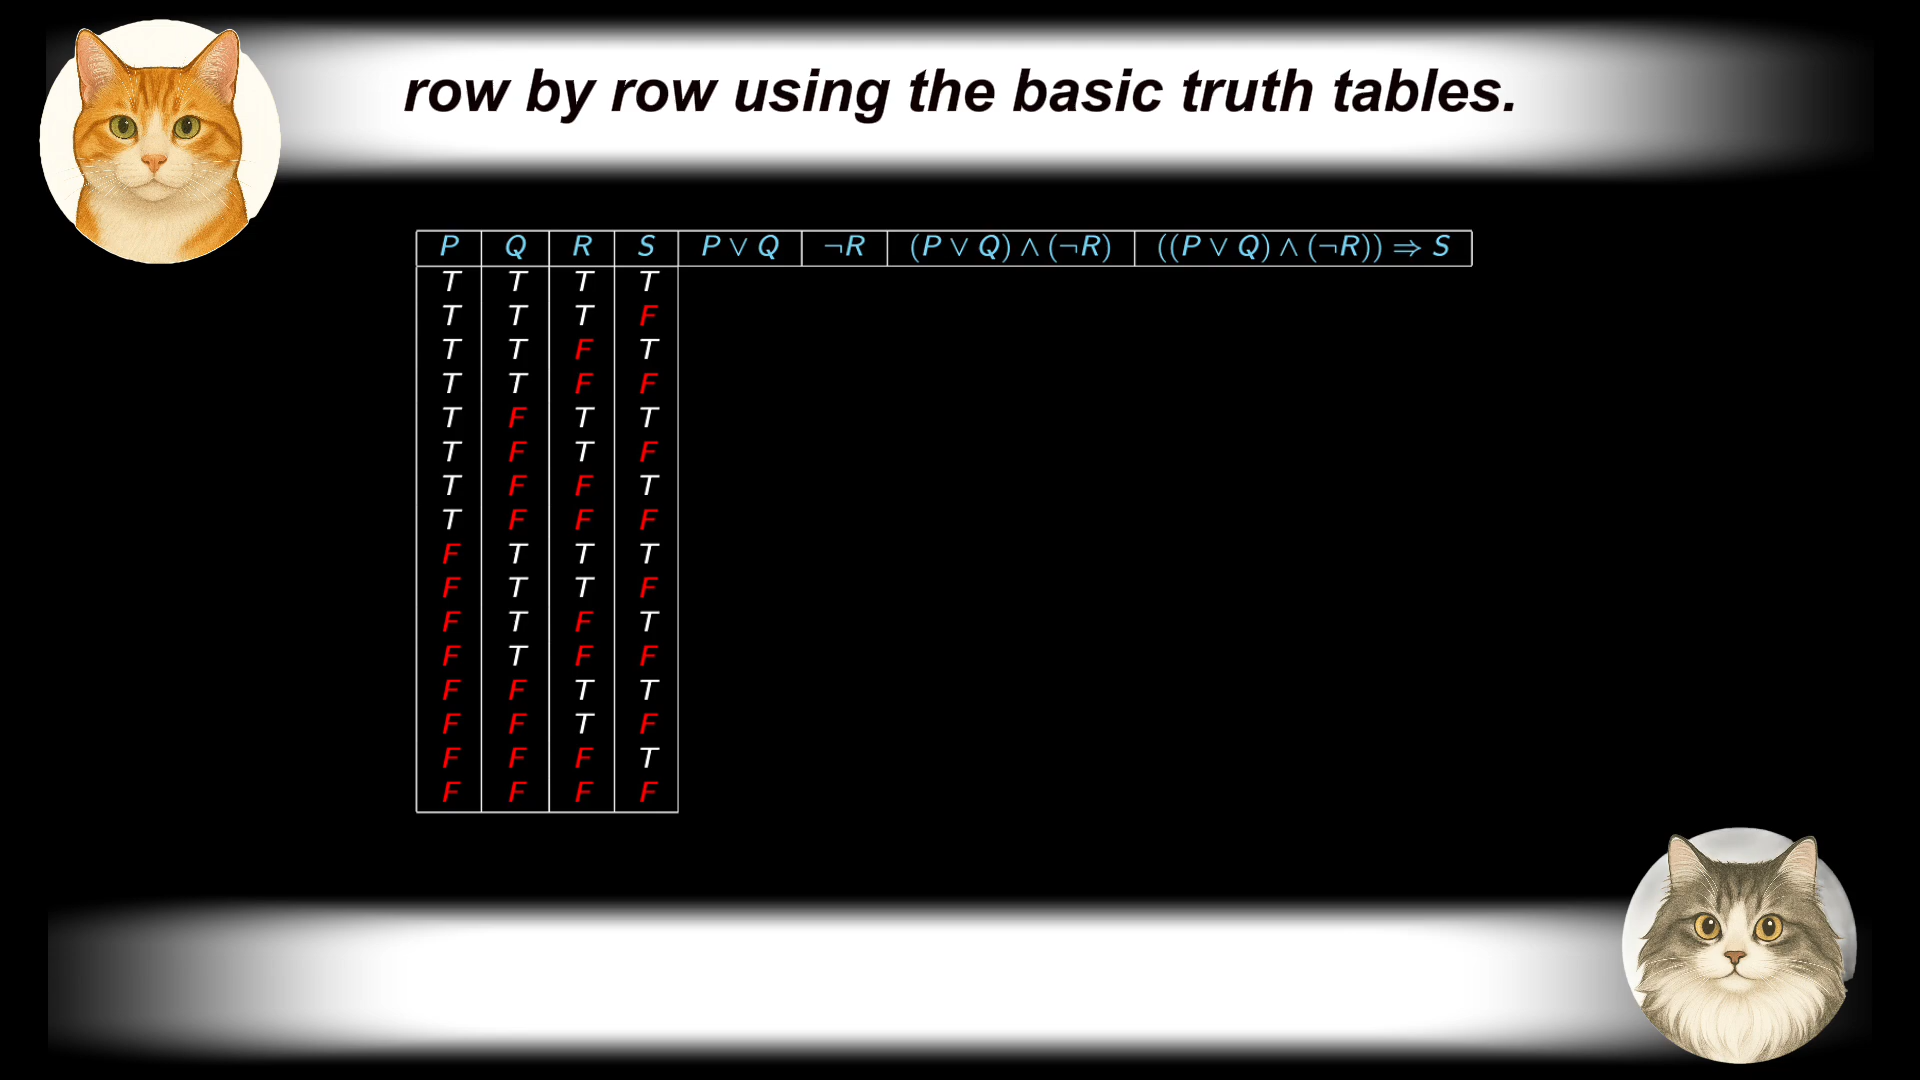 row by row using the basic truth tables.
P Q R S P ∨ Q ¬R (P ∨ Q) ∧ (¬R) ((P ∨ Q) ∧ (¬R)) ⇒ S
T T T T
T T T F
T T F T
T T F F
T F T T
T F T F
T F F T
T F F F
F T T T
F T T F
F T F T
F T F F
F F T T
F F T F
F F F T
F F F F